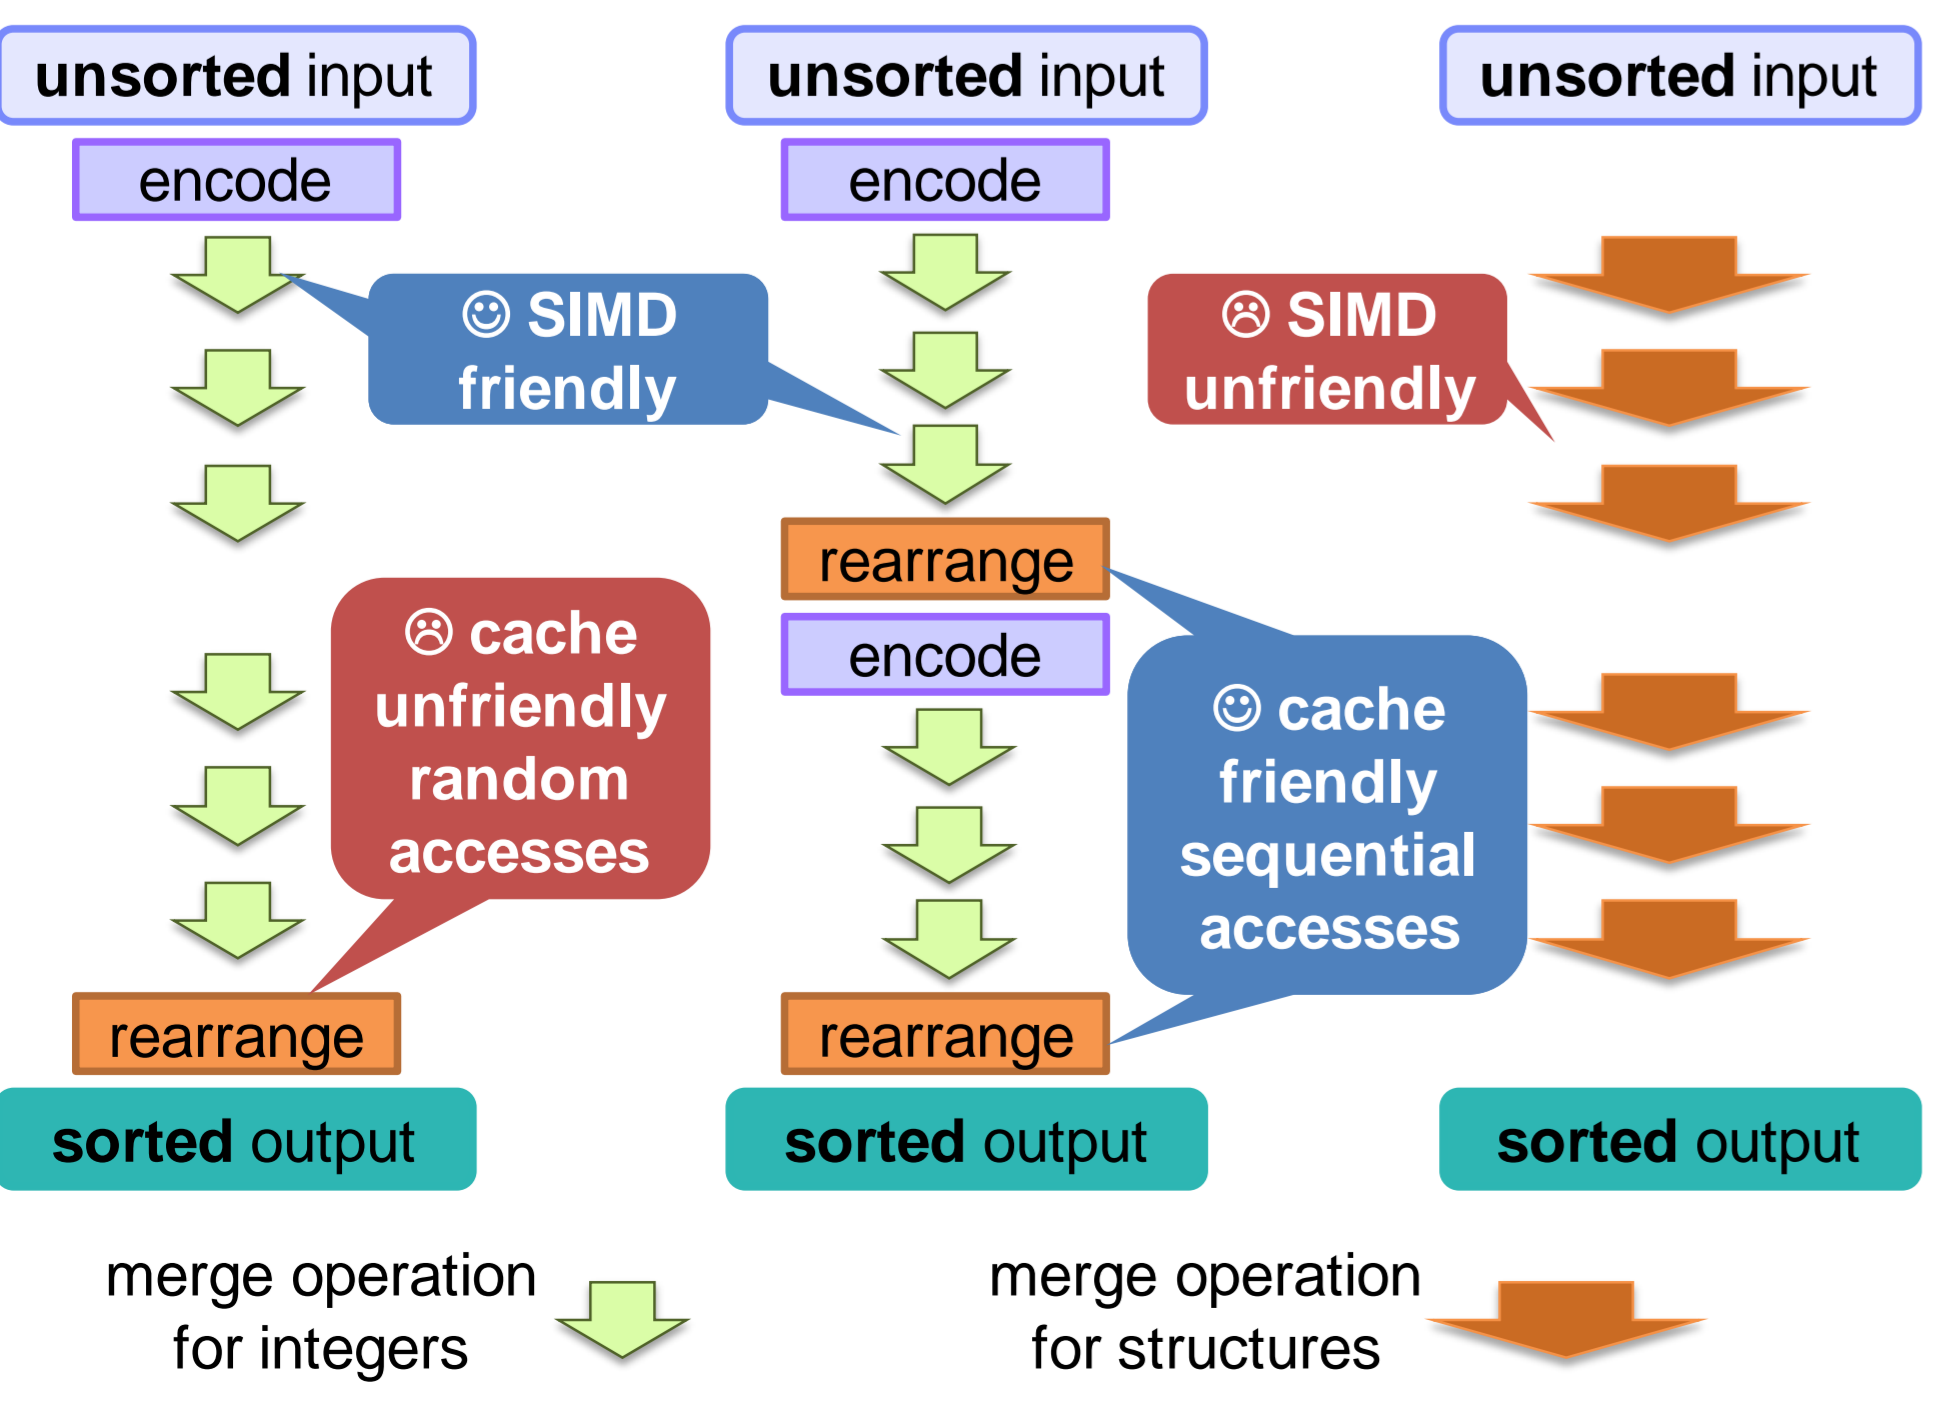 unsorted input
unsorted input
unsorted input
encode
encode
☺ SIMD
friendly
☹ SIMD
unfriendly
rearrange
encode
☹ cache
unfriendly
random
accesses
☺ cache
friendly
sequential
accesses
rearrange
rearrange
sorted output
sorted output
sorted output
merge operation
for integers
merge operation
for structures